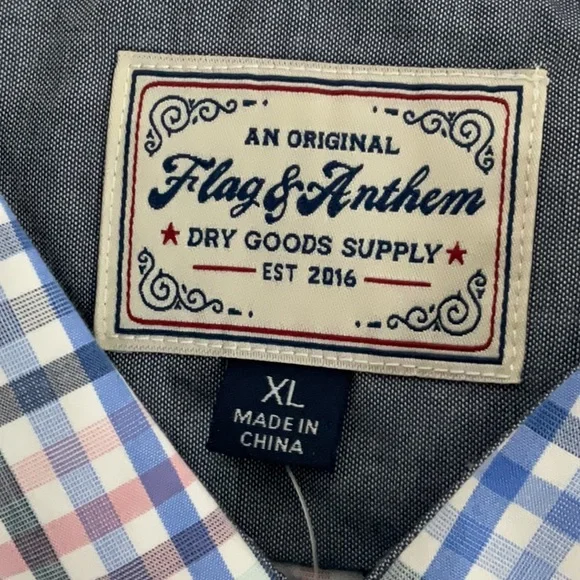 AN ORIGINAL
Flag & Anthem
DRY GOODS SUPPLY
EST 2016
XL
MADE IN
CHINA